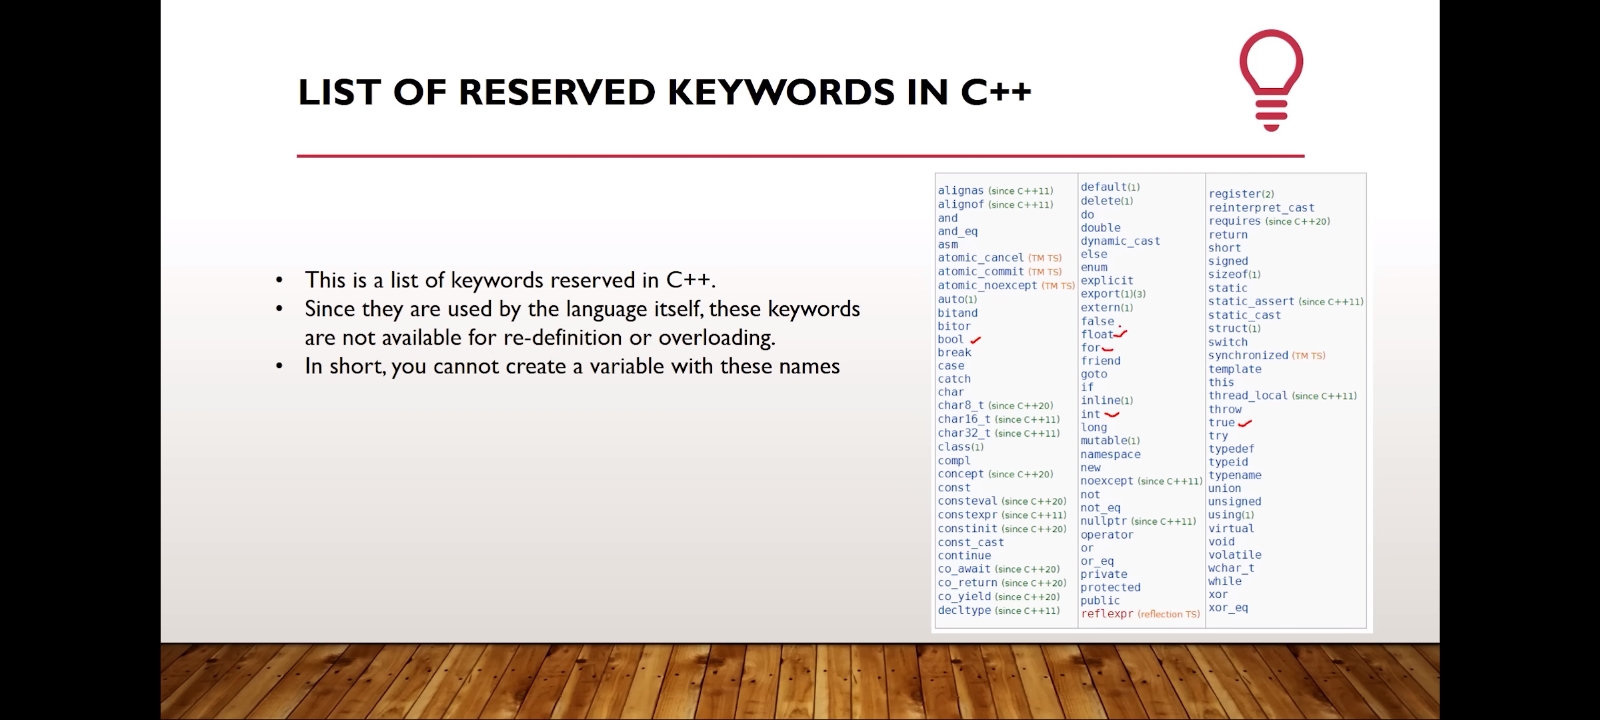 LIST OF RESERVED KEYWORDS IN C++
• This is a list of keywords reserved in C++.
• Since they are used by the language itself, these keywords
are not available for re-definition or overloading.
• In short, you cannot create a variable with these names
alignas (since C++11)
alignof (since C++11)
and
and_eq
asm
atomic_cancel (TM TS)
atomic_commit (TM TS)
atomic_noexcept (TM TS)
auto(1)
bitand
bitor
bool
break
case
catch
char
char8_t (since C++20)
char16_t (since C++11)
char32_t (since C++11)
class(1)
compl
concept (since C++20)
const
consteval (since C++20)
constexpr (since C++11)
constinit (since C++20)
const_cast
continue
co_await (since C++20)
co_return (since C++20)
co_yield (since C++20)
decltype (since C++11)
default(1)
delete(1)
do
double
dynamic_cast
else
enum
explicit
export(1)(3)
extern(1)
false
float
for
friend
goto
if
inline(1)
int
long
mutable(1)
namespace
new
noexcept (since C++11)
not
not_eq
nullptr (since C++11)
operator
or
or_eq
private
protected
public
reflexpr (reflection TS)
register(2)
reinterpret_cast
requires (since C++20)
return
short
signed
sizeof(1)
static
static_assert (since C++11)
static_cast
struct(1)
switch
synchronized (TM TS)
template
this
thread_local (since C++11)
throw
true
try
typedef
typeid
typename
union
unsigned
using(1)
virtual
void
volatile
wchar_t
while
xor
xor_eq